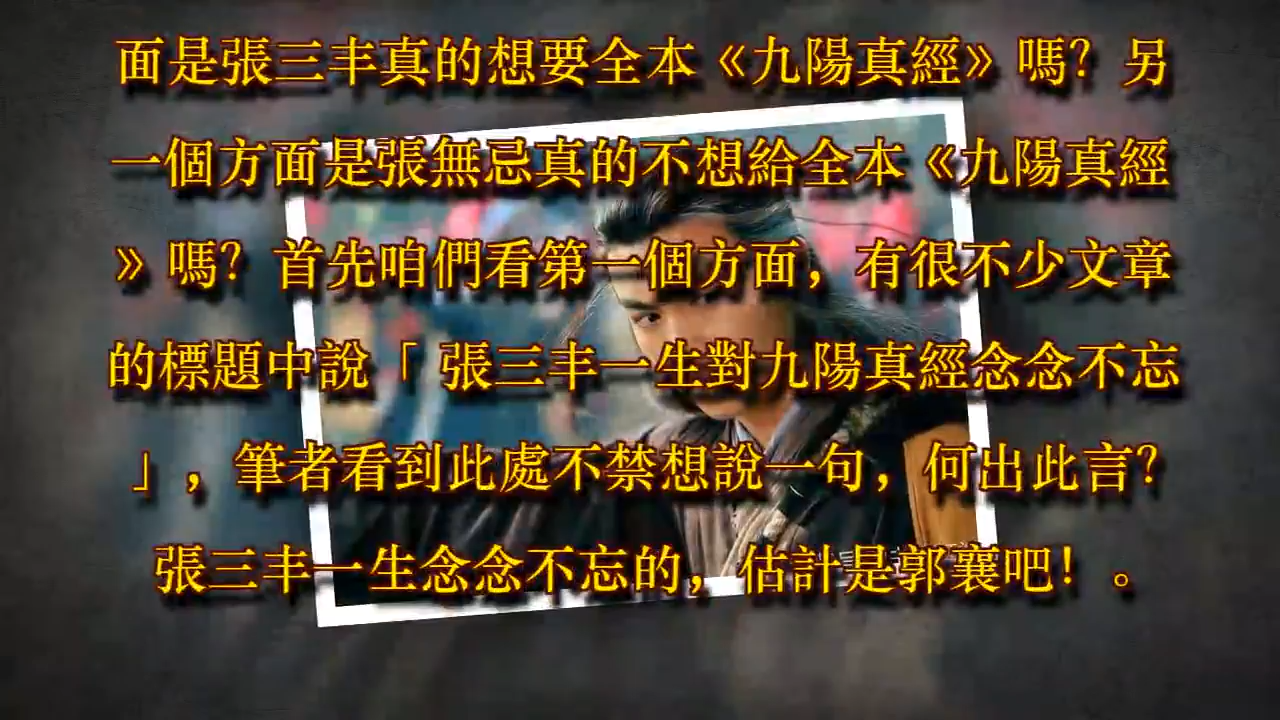 面是張三丰真的想要全本《九陽真經》嗎？另
一個方面是張無忌真的不想給全本《九陽真經
》嗎？首先咱們看第一個方面，有很不少文章
的標題中說「張三丰一生對九陽真經念念不忘
」，筆者看到此處不禁想說一句，何出此言？
張三丰一生念念不忘的，估計是郭襄吧！。